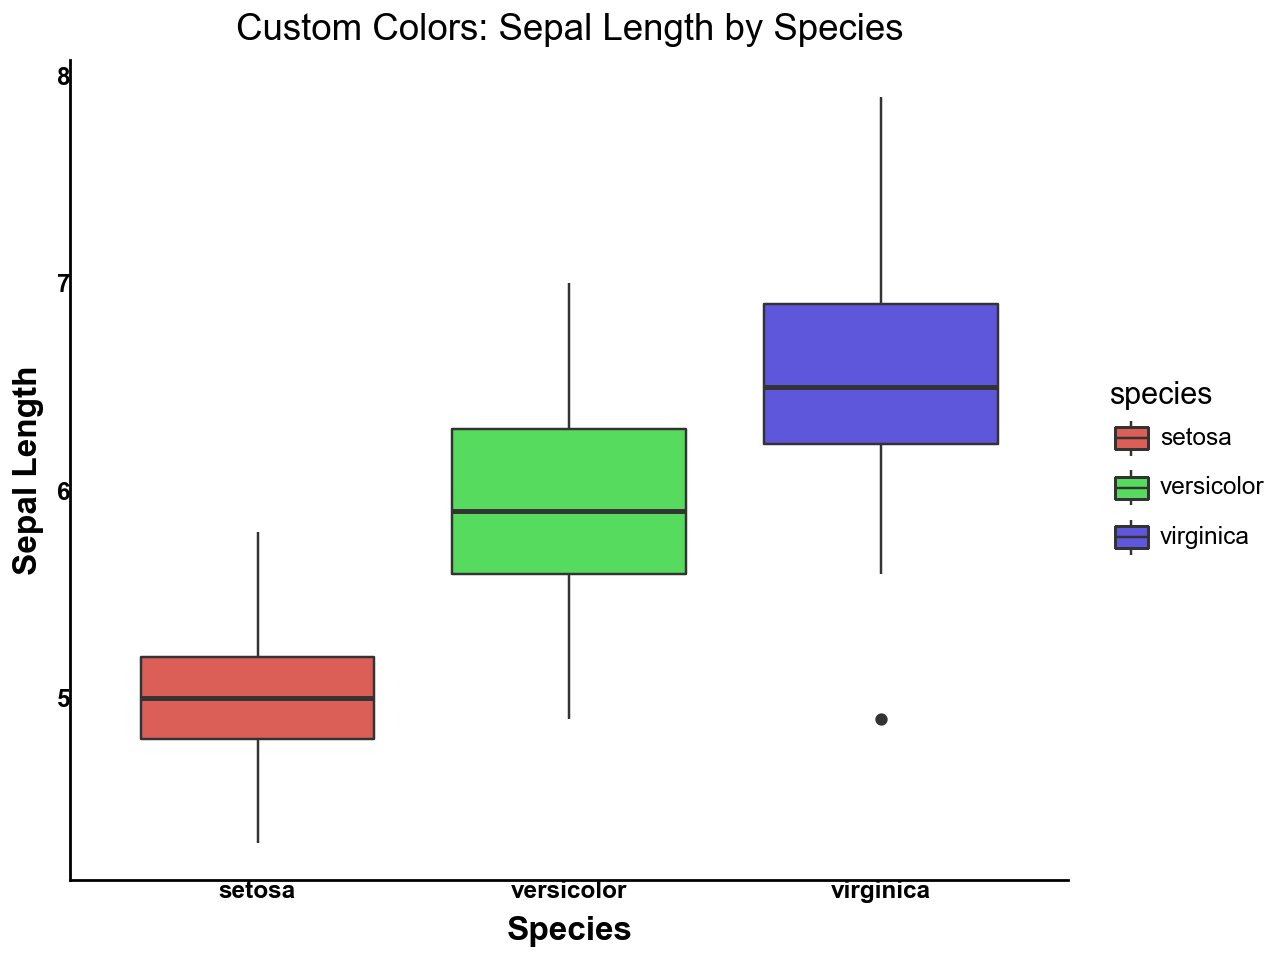 Custom Colors: Sepal Length by Species
8
7
6
5
Sepal Length
setosa
versicolor
virginica
Species
species
setosa
versicolor
virginica